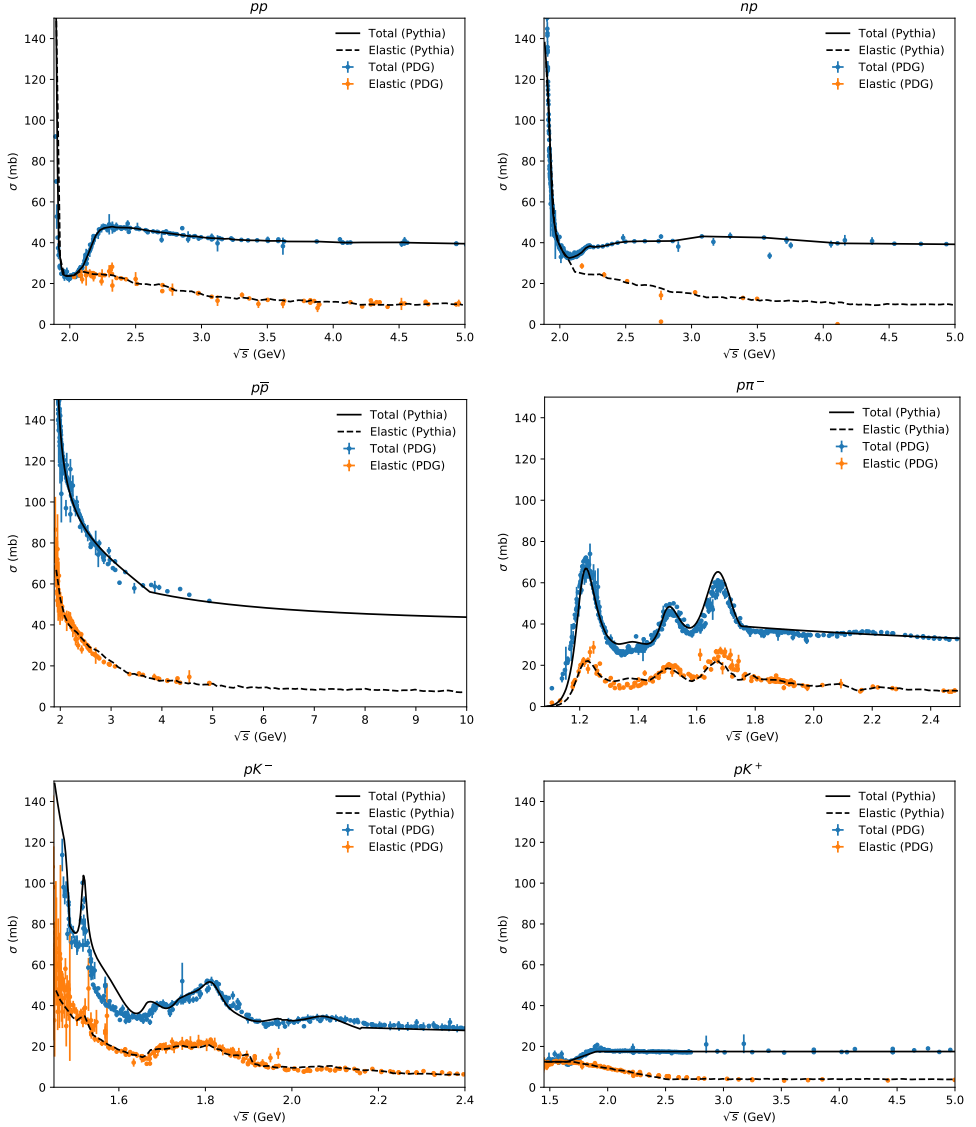 pp
Total (Pythia)
Elastic (Pythia)
Total (PDG)
Elastic (PDG)
σ (mb)
140
120
100
80
60
40
20
0
2.0 2.5 3.0 3.5 4.0 4.5 5.0
√s (GeV)
np
Total (Pythia)
Elastic (Pythia)
Total (PDG)
Elastic (PDG)
σ (mb)
140
120
100
80
60
40
20
0
2.0 2.5 3.0 3.5 4.0 4.5 5.0
√s (GeV)
pp̅
Total (Pythia)
Elastic (Pythia)
Total (PDG)
Elastic (PDG)
σ (mb)
140
120
100
80
60
40
20
0
2 3 4 5 6 7 8 9 10
√s (GeV)
pπ⁻
Total (Pythia)
Elastic (Pythia)
Total (PDG)
Elastic (PDG)
σ (mb)
140
120
100
80
60
40
20
0
1.2 1.4 1.6 1.8 2.0 2.2 2.4
√s (GeV)
pK⁻
Total (Pythia)
Elastic (Pythia)
Total (PDG)
Elastic (PDG)
σ (mb)
140
120
100
80
60
40
20
0
1.6 1.8 2.0 2.2 2.4
√s (GeV)
pK⁺
Total (Pythia)
Elastic (Pythia)
Total (PDG)
Elastic (PDG)
σ (mb)
140
120
100
80
60
40
20
0
1.5 2.0 2.5 3.0 3.5 4.0 4.5 5.0
√s (GeV)